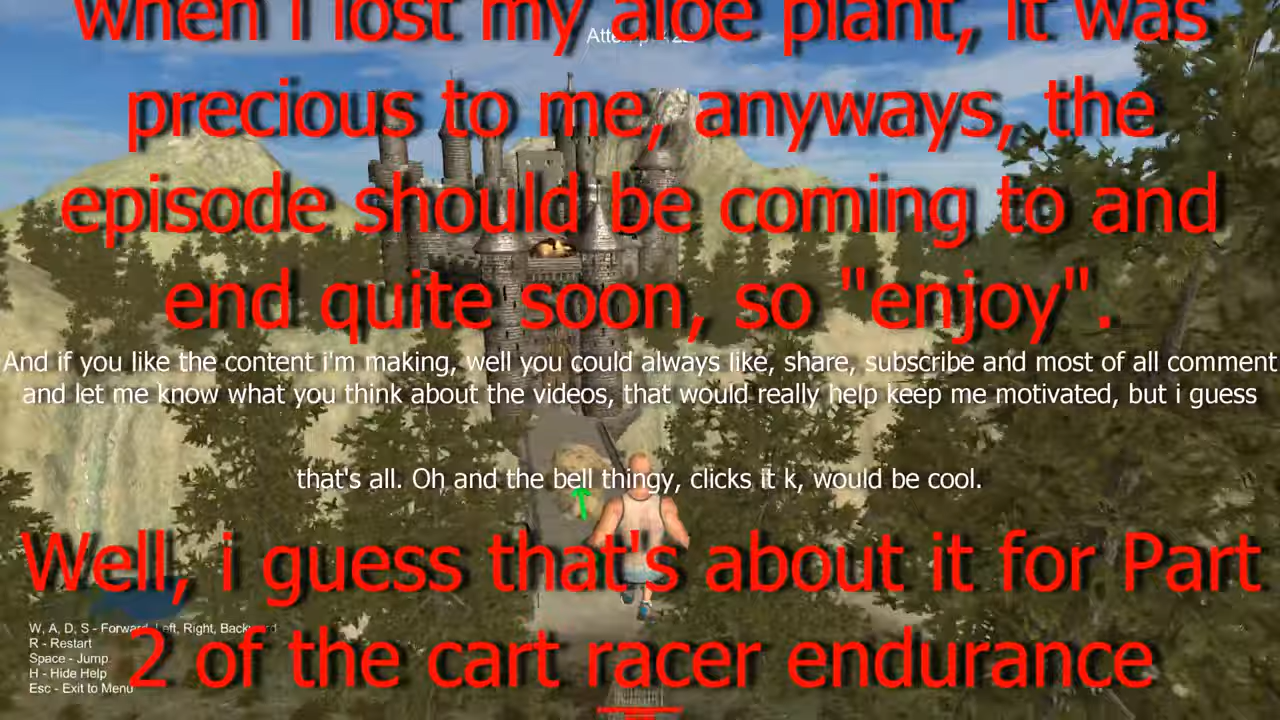 when i lost my aloe plant, it was
precious to me, anyways, the
episode should be coming to and
end quite soon, so "enjoy".
And if you like the content i'm making, well you could always like, share, subscribe and most of all comment
and let me know what you think about the videos, that would really help keep me motivated, but i guess
that's all. Oh and the bell thingy, clicks it k, would be cool.
Well, i guess that's about it for Part
2 of the cart racer endurance
W, A, D, S - Forward, Left, Right, Backward
R - Restart
Space - Jump
H - Hide Help
Esc - Exit to Menu